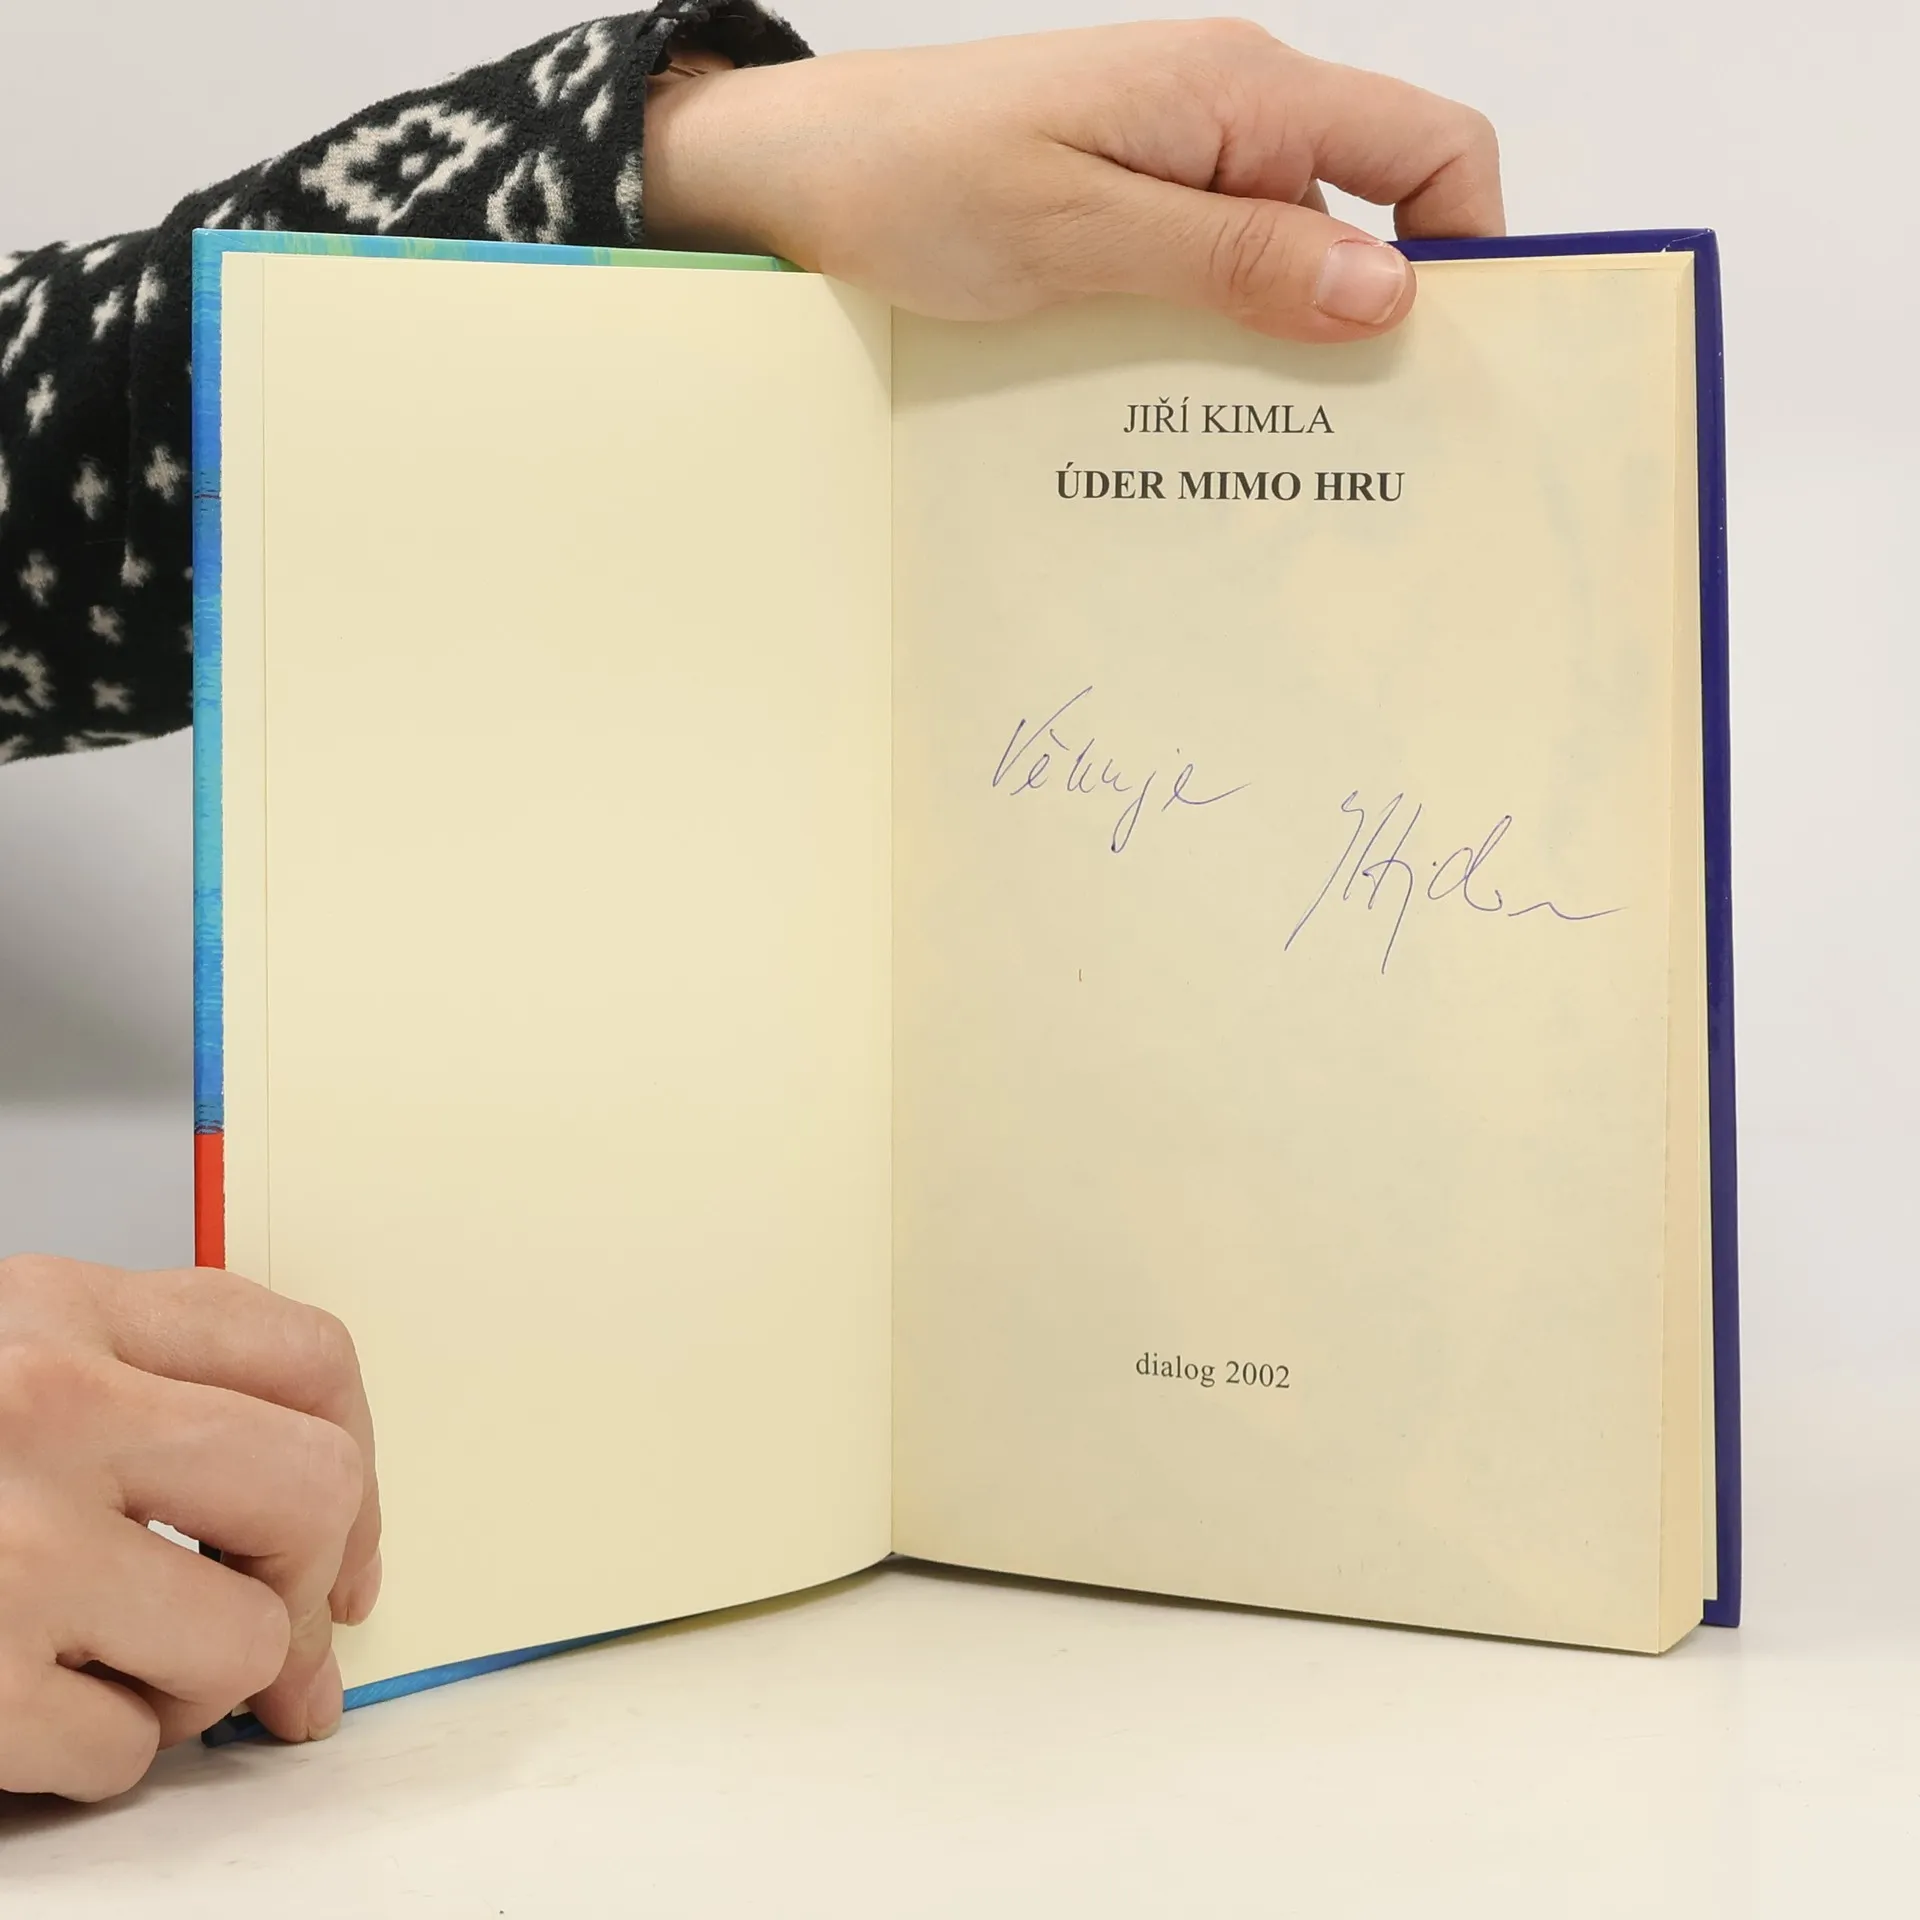 JIŘÍ KIMLA
ÚDER MIMO HRU
Věnuje
dialog 2002